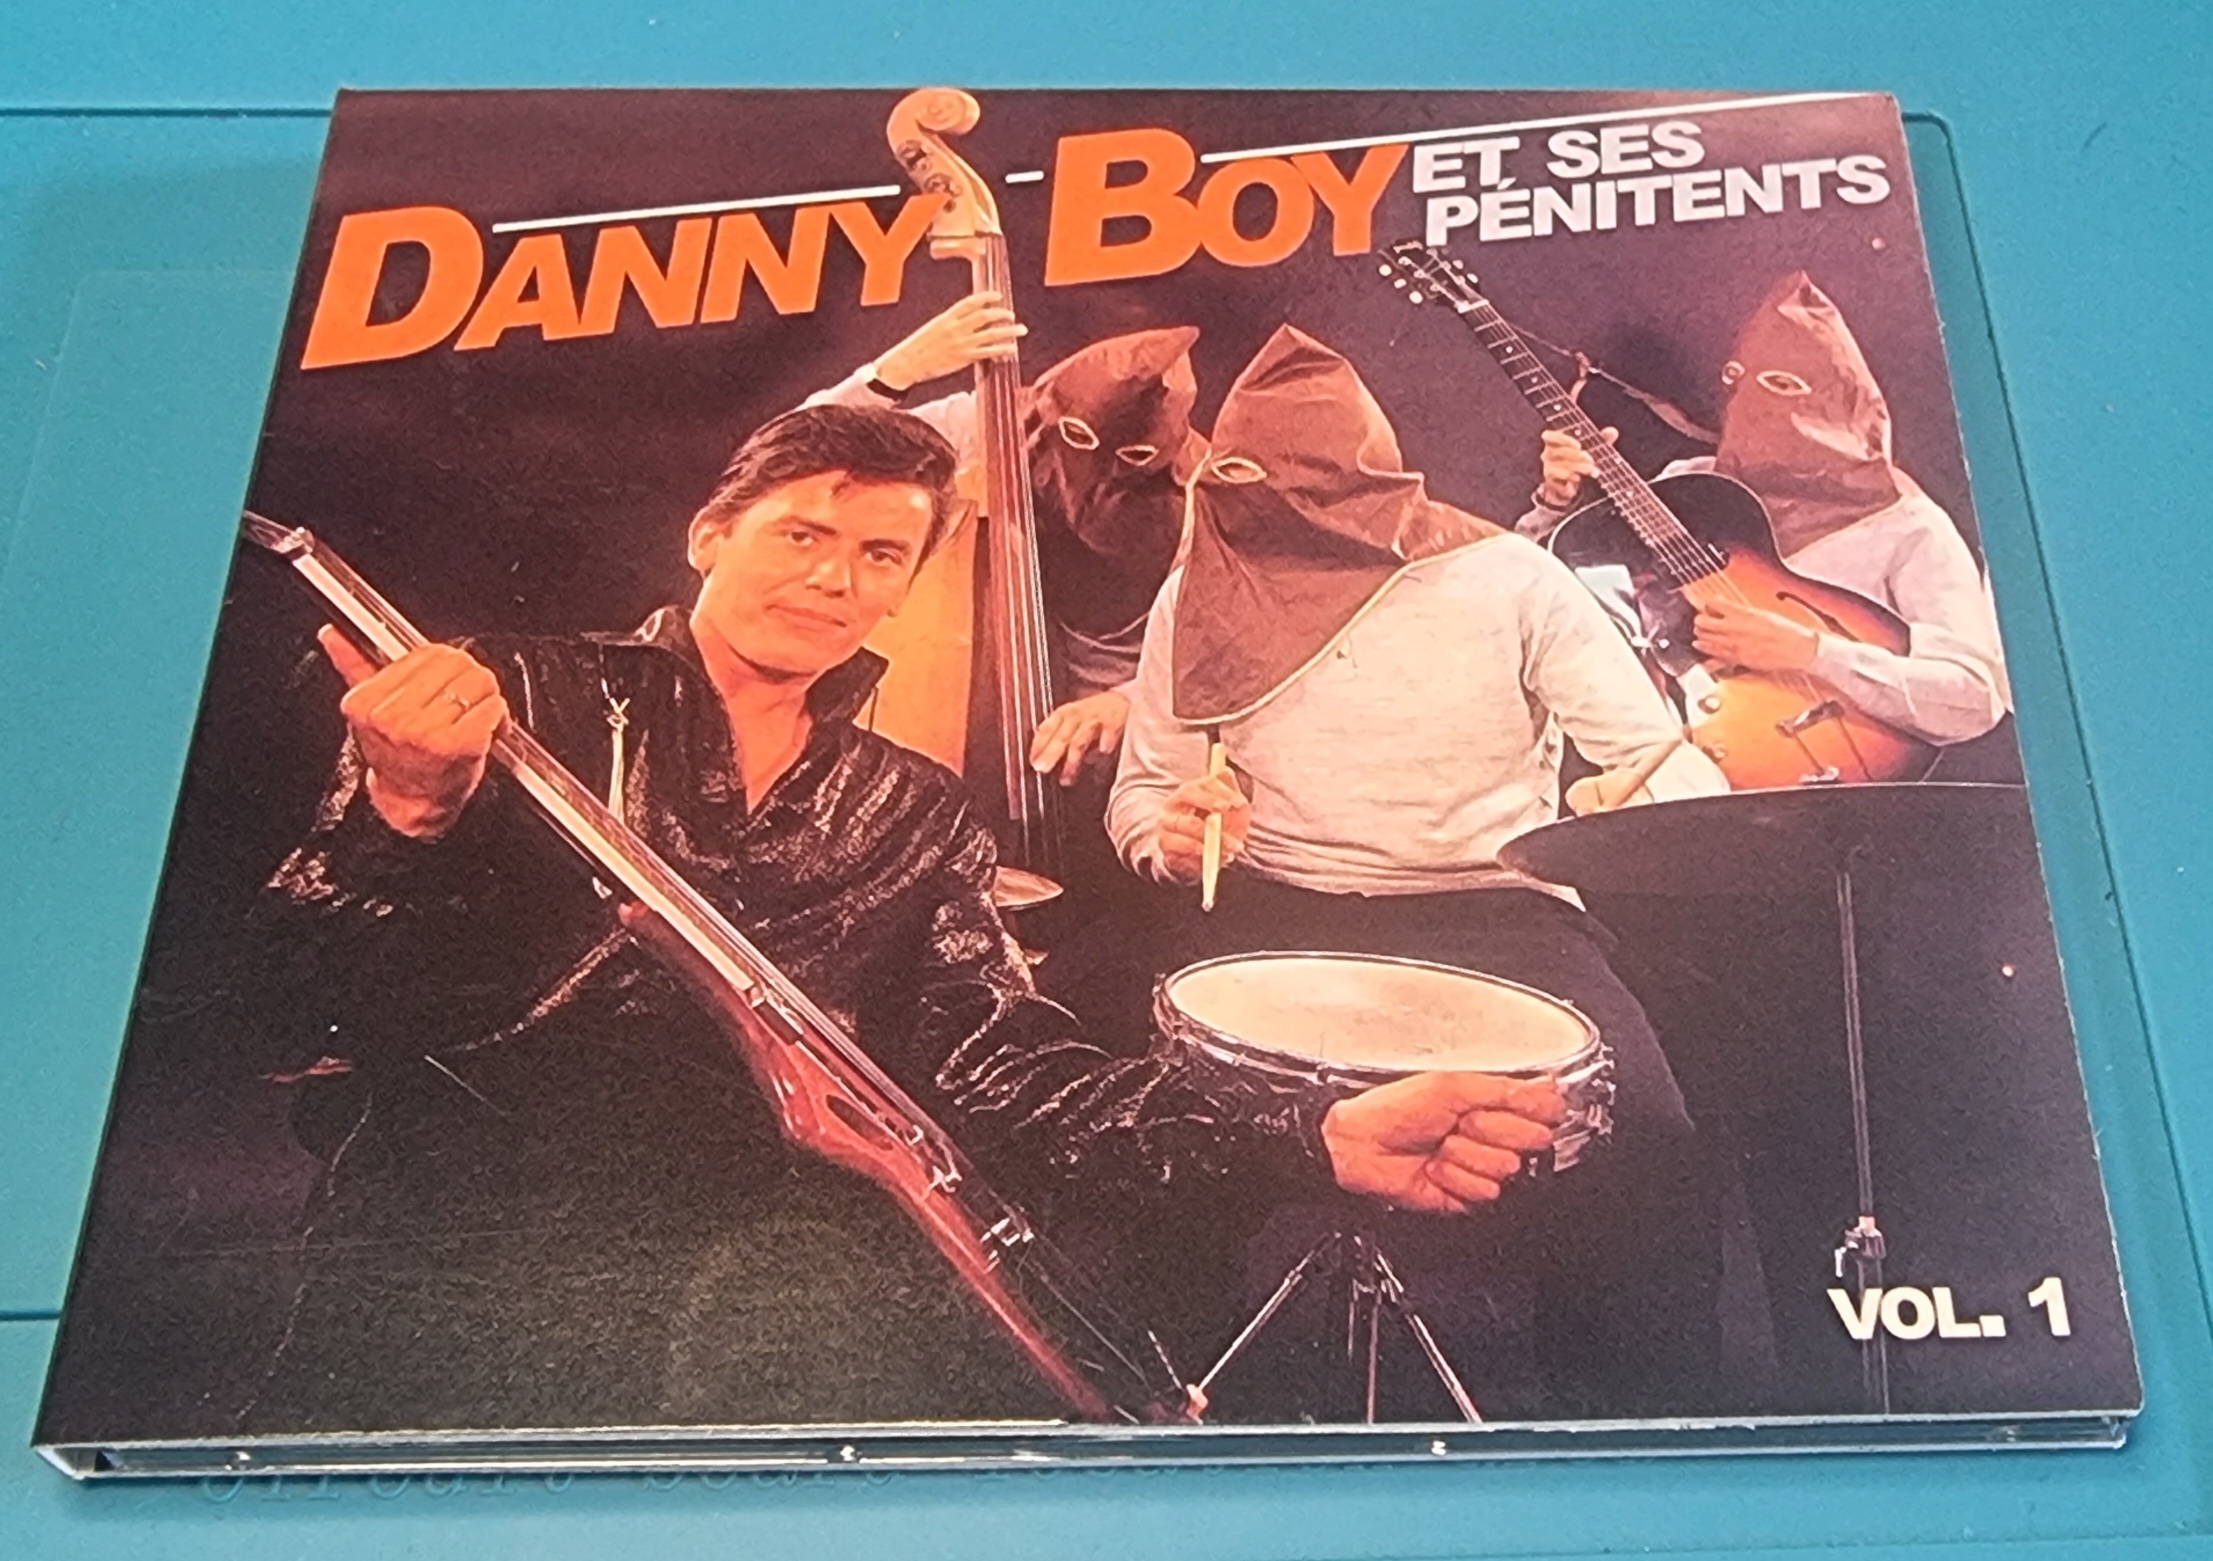 DANNY-BOY
ET SES
PÉNITENTS
VOL. 1